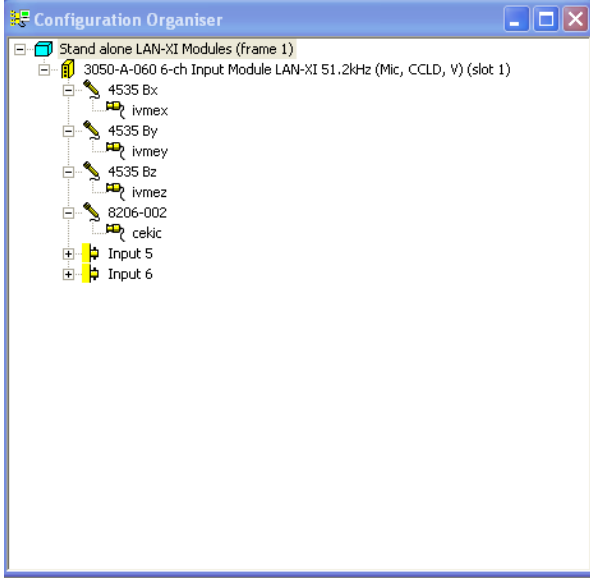 Configuration Organiser
Stand alone LAN-XI Modules (frame 1)
3050-A-060 6-ch Input Module LAN-XI 51.2kHz (Mic, CCLD, V) (slot 1)
4535 Bx
ivmex
4535 By
ivmey
4535 Bz
ivmez
8206-002
cekic
Input 5
Input 6